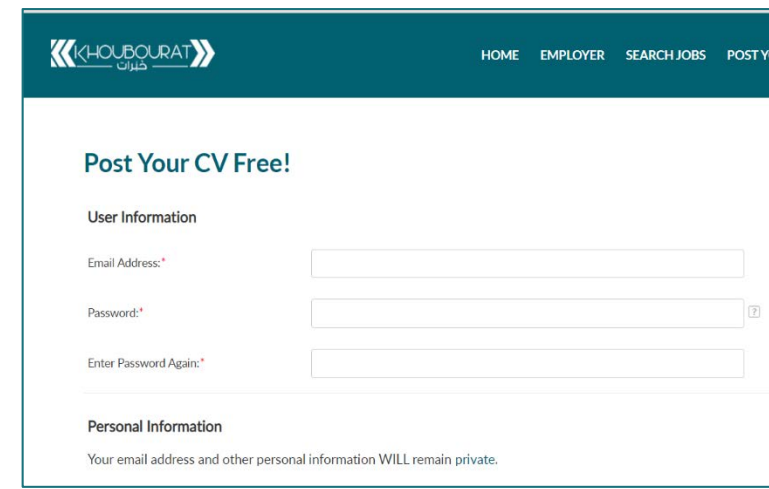 KHOUBOURAT
خبرات
HOME EMPLOYER SEARCH JOBS POST Y
Post Your CV Free!
User Information
Email Address:*
Password:*
?
Enter Password Again:*
Personal Information
Your email address and other personal information WILL remain private.